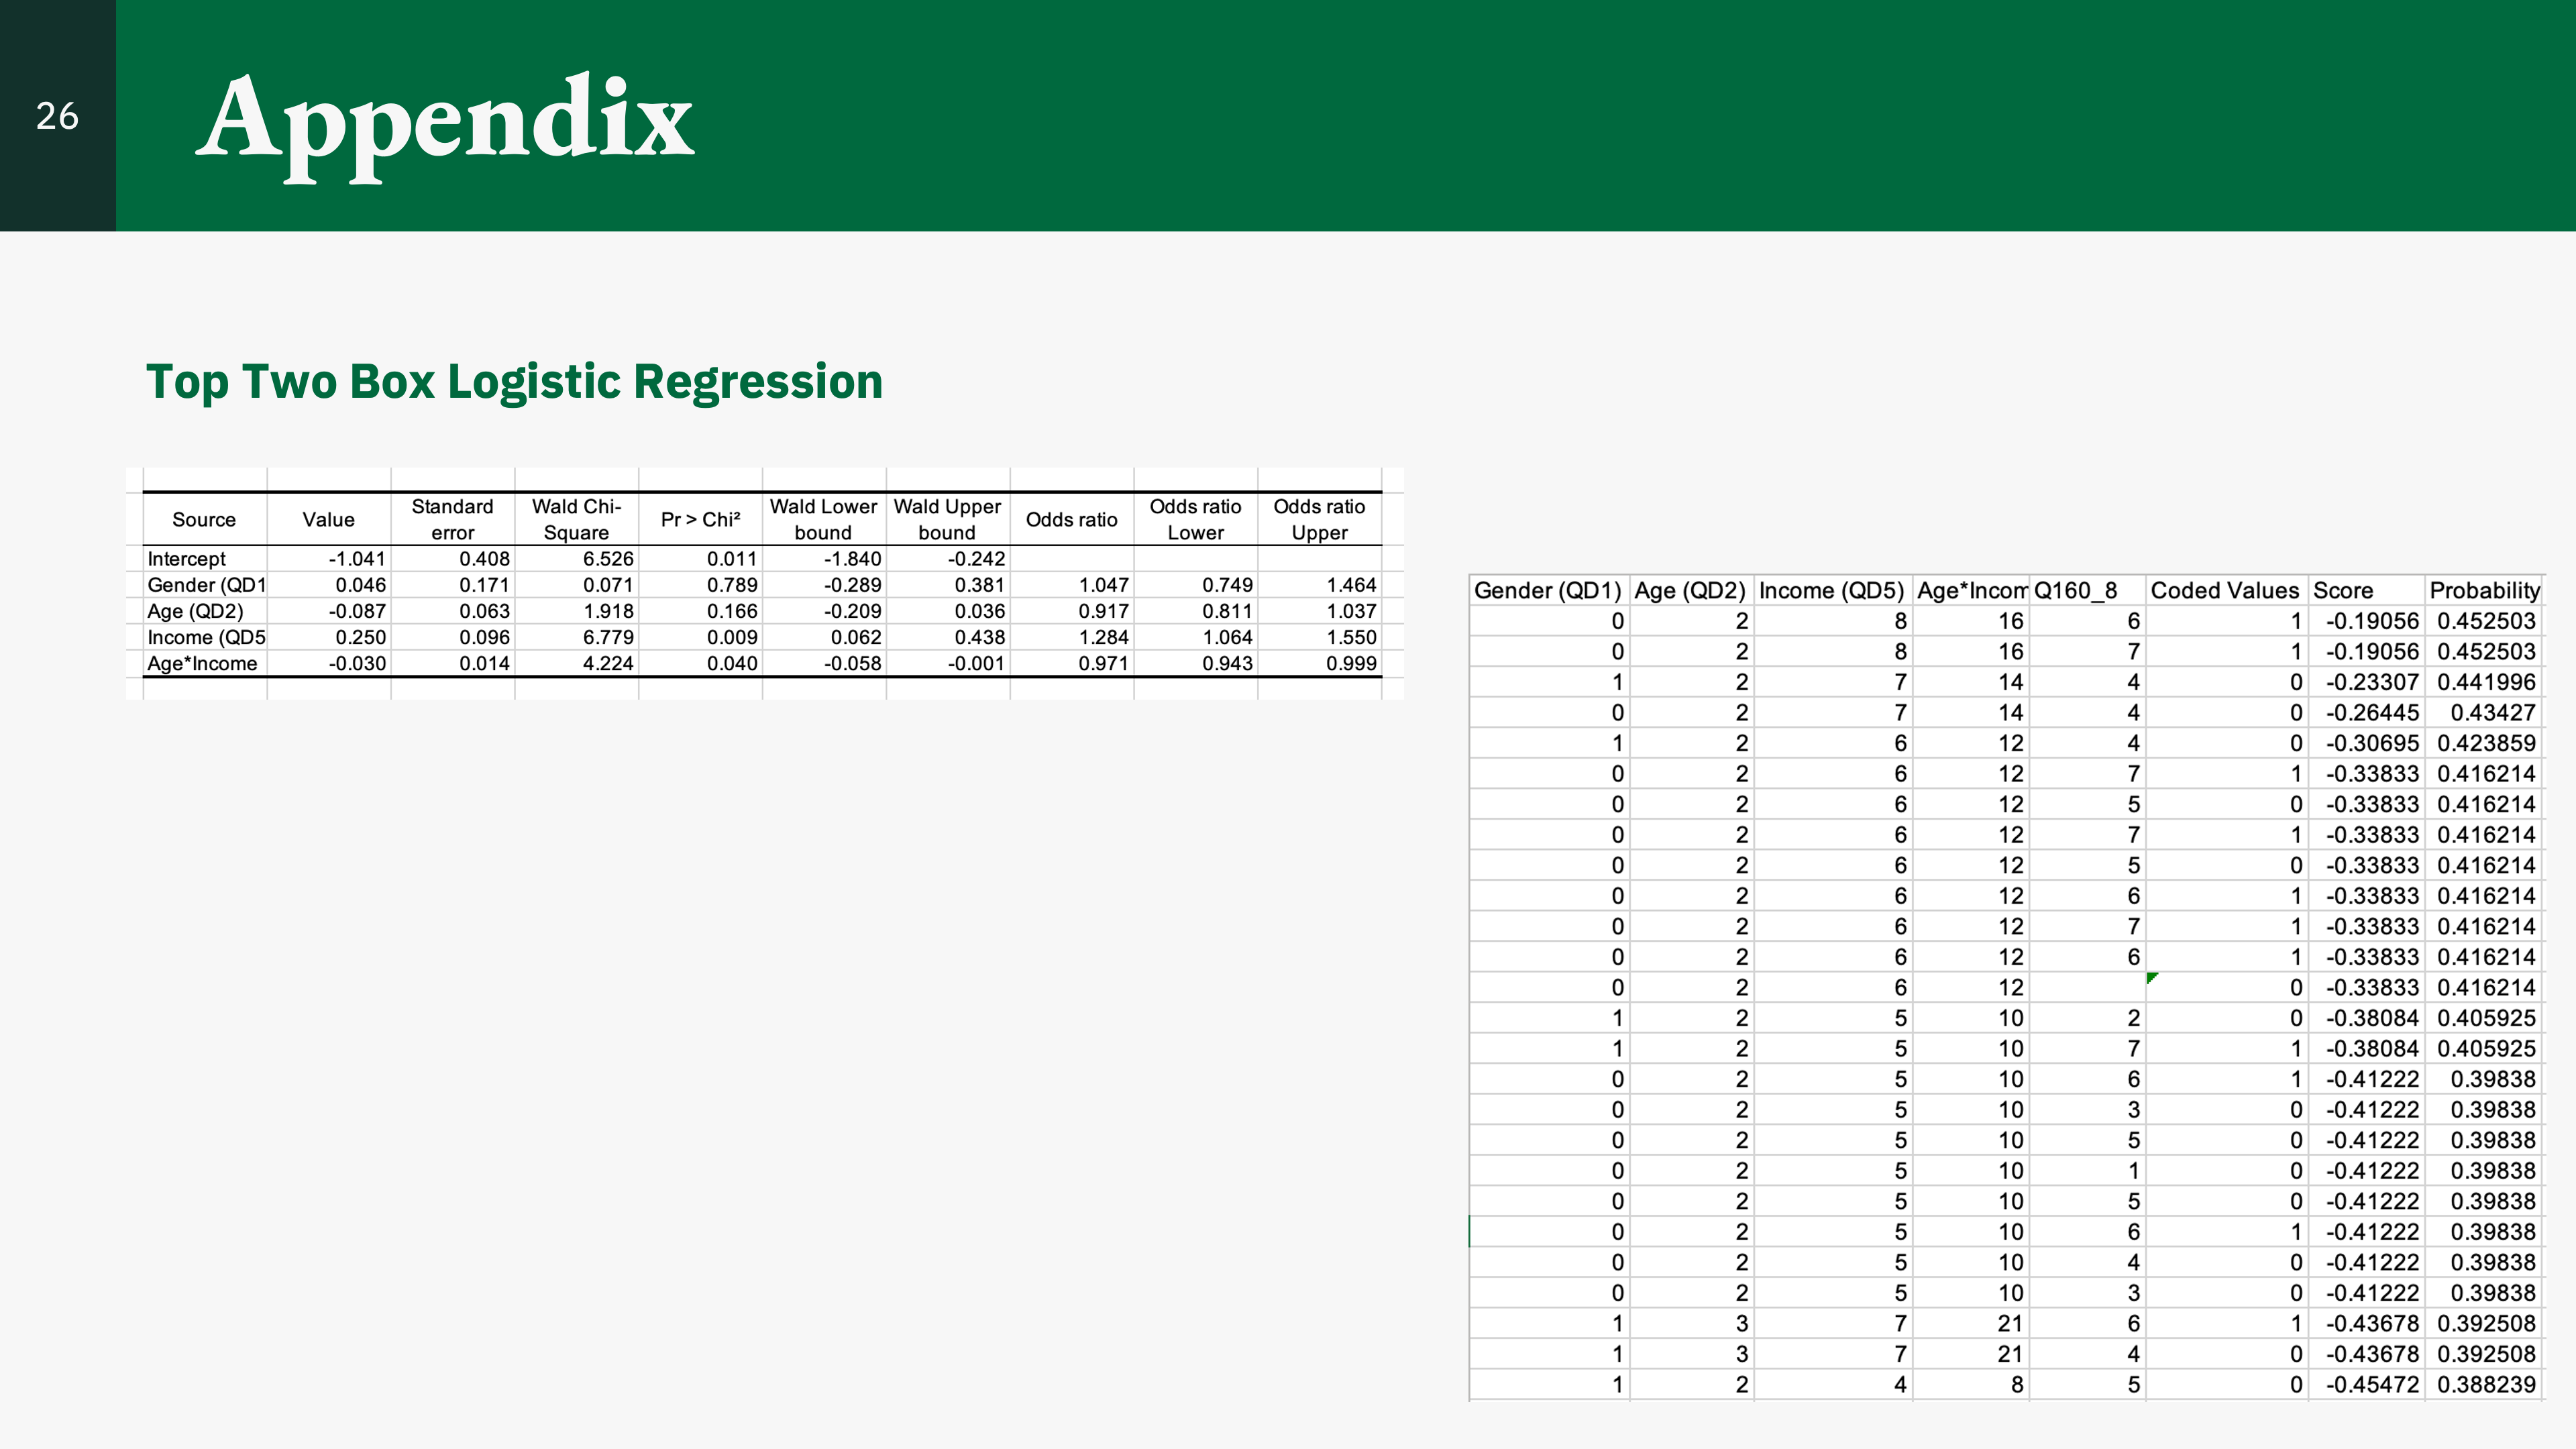 26
Appendix
Top Two Box Logistic Regression
Source Value Standard error Wald Chi-Square Pr > Chi² Wald Lower bound Wald Upper bound Odds ratio Odds ratio Lower Odds ratio Upper
Intercept -1.041 0.408 6.526 0.011 -1.840 -0.242
Gender (QD1 0.046 0.171 0.071 0.789 -0.289 0.381 1.047 0.749 1.464
Age (QD2) -0.087 0.063 1.918 0.166 -0.209 0.036 0.917 0.811 1.037
Income (QD5 0.250 0.096 6.779 0.009 0.062 0.438 1.284 1.064 1.550
Age*Income -0.030 0.014 4.224 0.040 -0.058 -0.001 0.971 0.943 0.999
Gender (QD1) Age (QD2) Income (QD5) Age*Incom Q160_8 Coded Values Score Probability
0 2 8 16 6 1 -0.19056 0.452503
0 2 8 16 7 1 -0.19056 0.452503
1 2 7 14 4 0 -0.23307 0.441996
0 2 7 14 4 0 -0.26445 0.43427
1 2 6 12 4 0 -0.30695 0.423859
0 2 6 12 7 1 -0.33833 0.416214
0 2 6 12 5 0 -0.33833 0.416214
0 2 6 12 7 1 -0.33833 0.416214
0 2 6 12 5 0 -0.33833 0.416214
0 2 6 12 6 1 -0.33833 0.416214
0 2 6 12 7 1 -0.33833 0.416214
0 2 6 12 6 1 -0.33833 0.416214
0 2 6 12 0 -0.33833 0.416214
1 2 5 10 2 0 -0.38084 0.405925
1 2 5 10 7 1 -0.38084 0.405925
0 2 5 10 6 1 -0.41222 0.39838
0 2 5 10 3 0 -0.41222 0.39838
0 2 5 10 5 0 -0.41222 0.39838
0 2 5 10 1 0 -0.41222 0.39838
0 2 5 10 5 0 -0.41222 0.39838
0 2 5 10 6 1 -0.41222 0.39838
0 2 5 10 4 0 -0.41222 0.39838
0 2 5 10 3 0 -0.41222 0.39838
1 3 7 21 6 1 -0.43678 0.392508
1 3 7 21 4 0 -0.43678 0.392508
1 2 4 8 5 0 -0.45472 0.388239